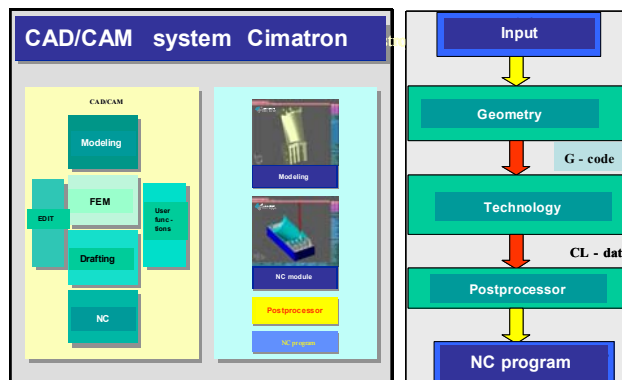 CAD/CAM system Cimatron
CAD/CAM
Modeling
FEM
EDIT
User
func -
tions
Drafting
NC
Modeling
NC module
Postprocessor
NC program
Input
Geometry
G - code
Technology
CL - dat
Postprocessor
NC program